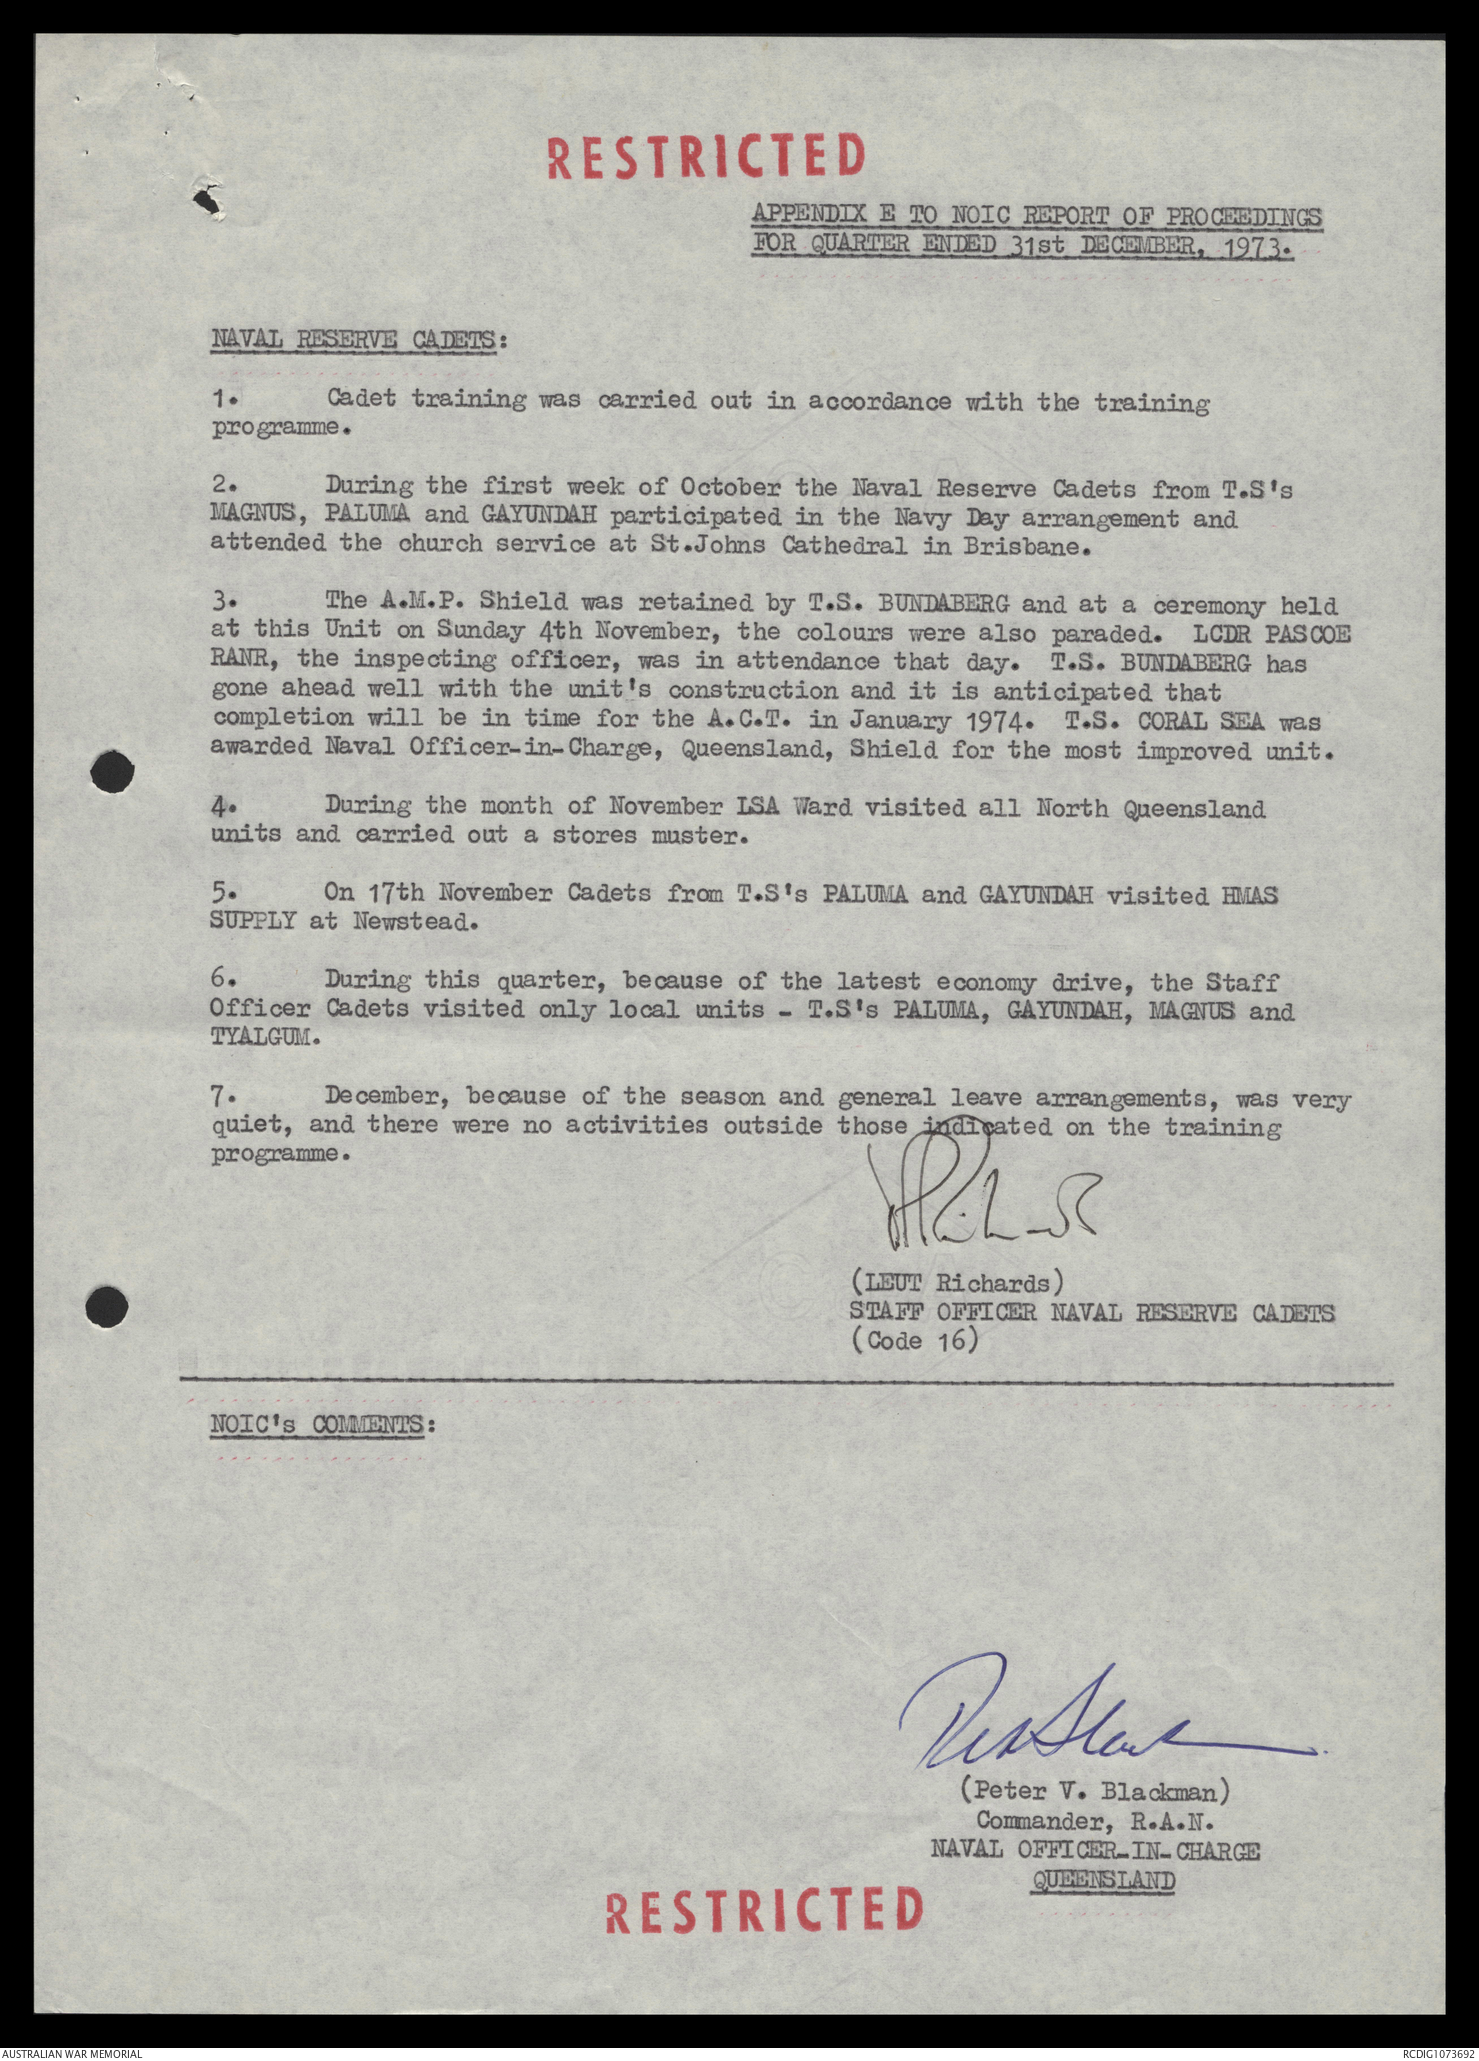 RESTRICTED
APPENDIX E TO NOIC REPORT OF PROCEEDINGS
FOR QUARTER ENDED 31st DECEMBER, 1973.
NAVAL RESERVE CADETS:
1. Cadet training was carried out in accordance with the training
programme.
2. During the first week of October the Naval Reserve Cadets from T.S's
MAGNUS, PALUMA and GAYUNDAH participated in the Navy Day arrangement and
attended the church service at St.Johns Cathedral in Brisbane.
3. The A.M.P. Shield was retained by T.S. BUNDABERG and at a ceremony held
at this Unit on Sunday 4th November, the colours were also paraded. LCDR PASCOE
RANR, the inspecting officer, was in attendance that day. T.S. BUNDABERG has
gone ahead well with the unit's construction and it is anticipated that
completion will be in time for the A.C.T. in January 1974. T.S. CORAL SEA was
awarded Naval Officer-in-Charge, Queensland, Shield for the most improved unit.
4. During the month of November LSA Ward visited all North Queensland
units and carried out a stores muster.
5. On 17th November Cadets from T.S's PALUMA and GAYUNDAH visited HMAS
SUPPLY at Newstead.
6. During this quarter, because of the latest economy drive, the Staff
Officer Cadets visited only local units - T.S's PALUMA, GAYUNDAH, MAGNUS and
TYALGUM.
7. December, because of the season and general leave arrangements, was very
quiet, and there were no activities outside those indicated on the training
programme.
(LEUT Richards)
STAFF OFFICER NAVAL RESERVE CADETS
(Code 16)
NOIC's COMMENTS:
(Peter V. Blackman)
Commander, R.A.N.
NAVAL OFFICER-IN-CHARGE
QUEENSLAND
RESTRICTED
AUSTRALIAN WAR MEMORIAL
RCDIG1073692